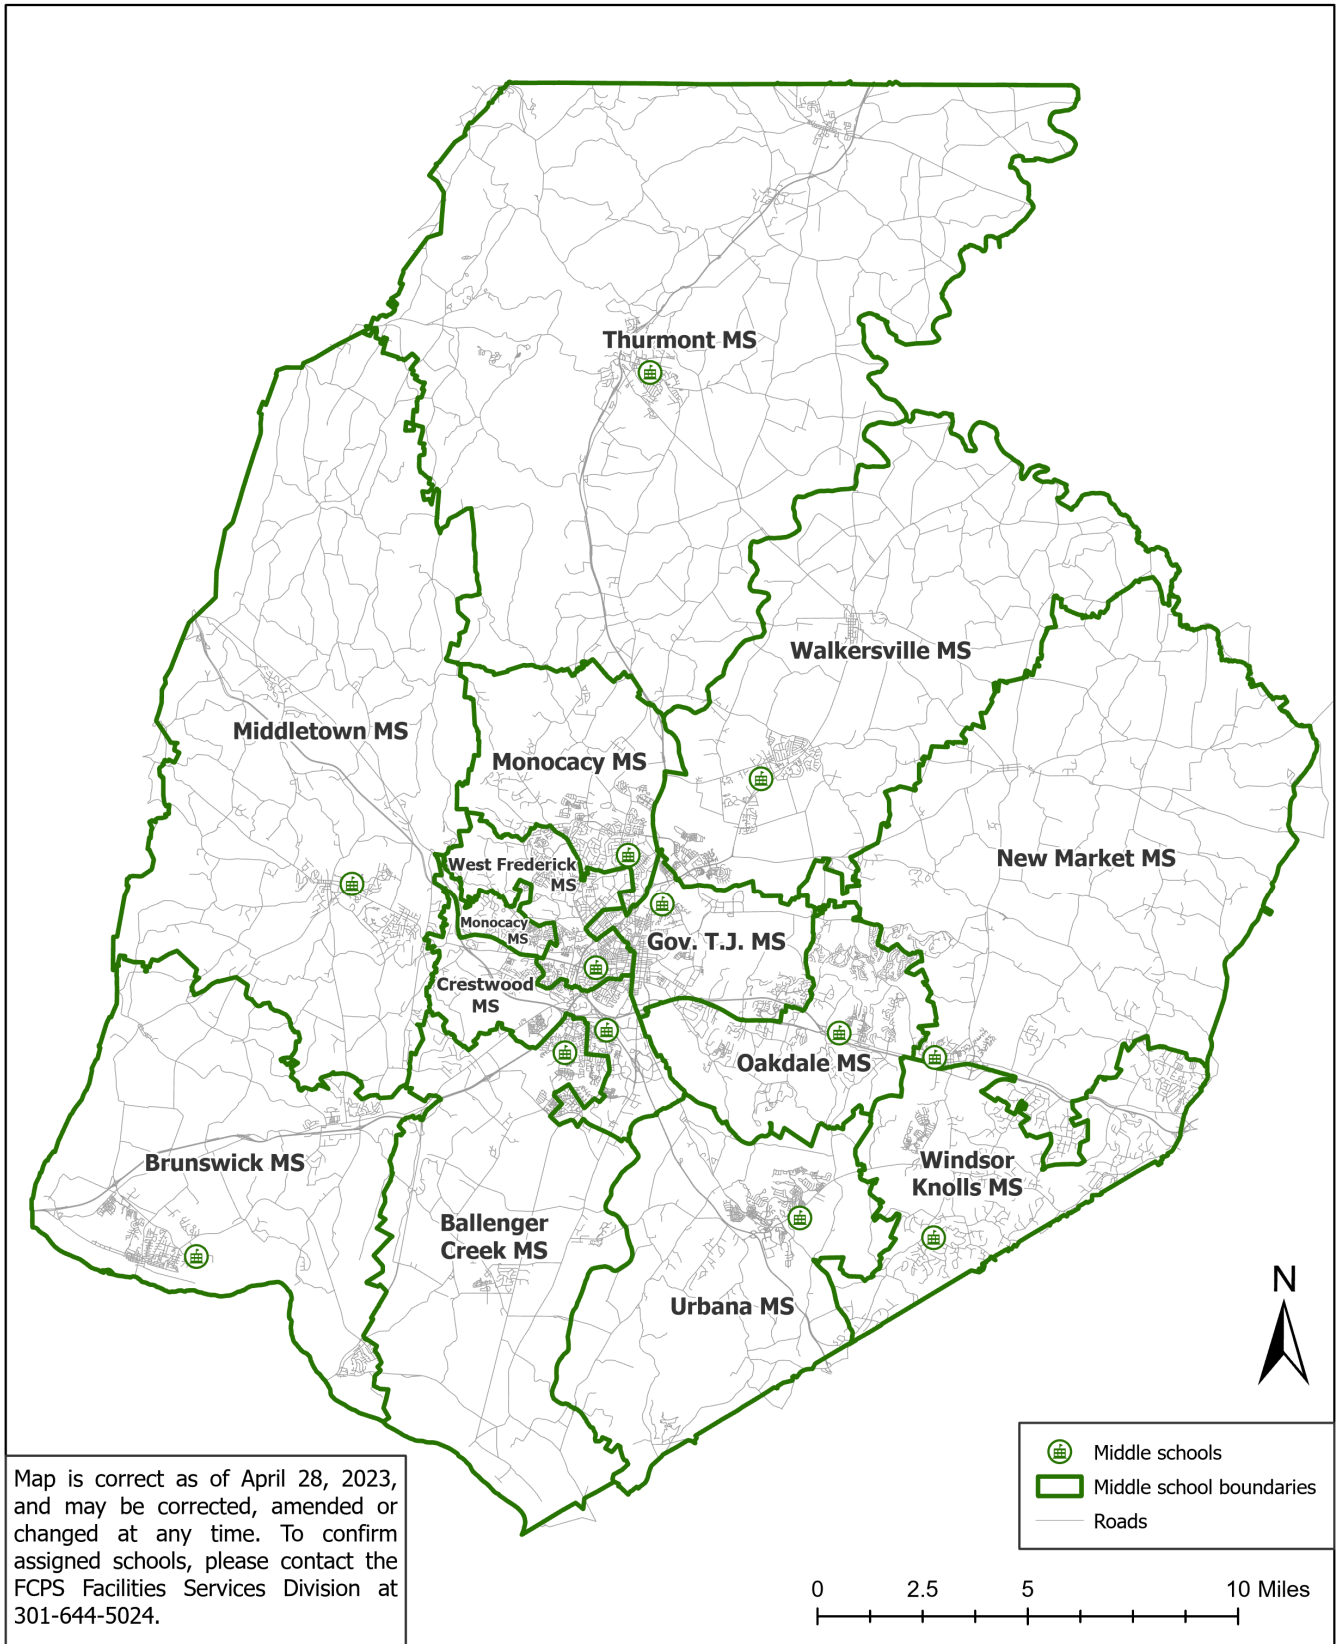 Thurmont MS
Walkersville MS
Middletown MS
Monocacy MS
New Market MS
West Frederick
MS
Monocacy
MS
Gov. T.J. MS
Crestwood
MS
Oakdale MS
Brunswick MS
Windsor
Knolls MS
Ballenger
Creek MS
Urbana MS
N
Middle schools
Middle school boundaries
Roads
Map is correct as of April 28, 2023,
and may be corrected, amended or
changed at any time. To confirm
assigned schools, please contact the
FCPS Facilities Services Division at
301-644-5024.
0 2.5 5 10 Miles